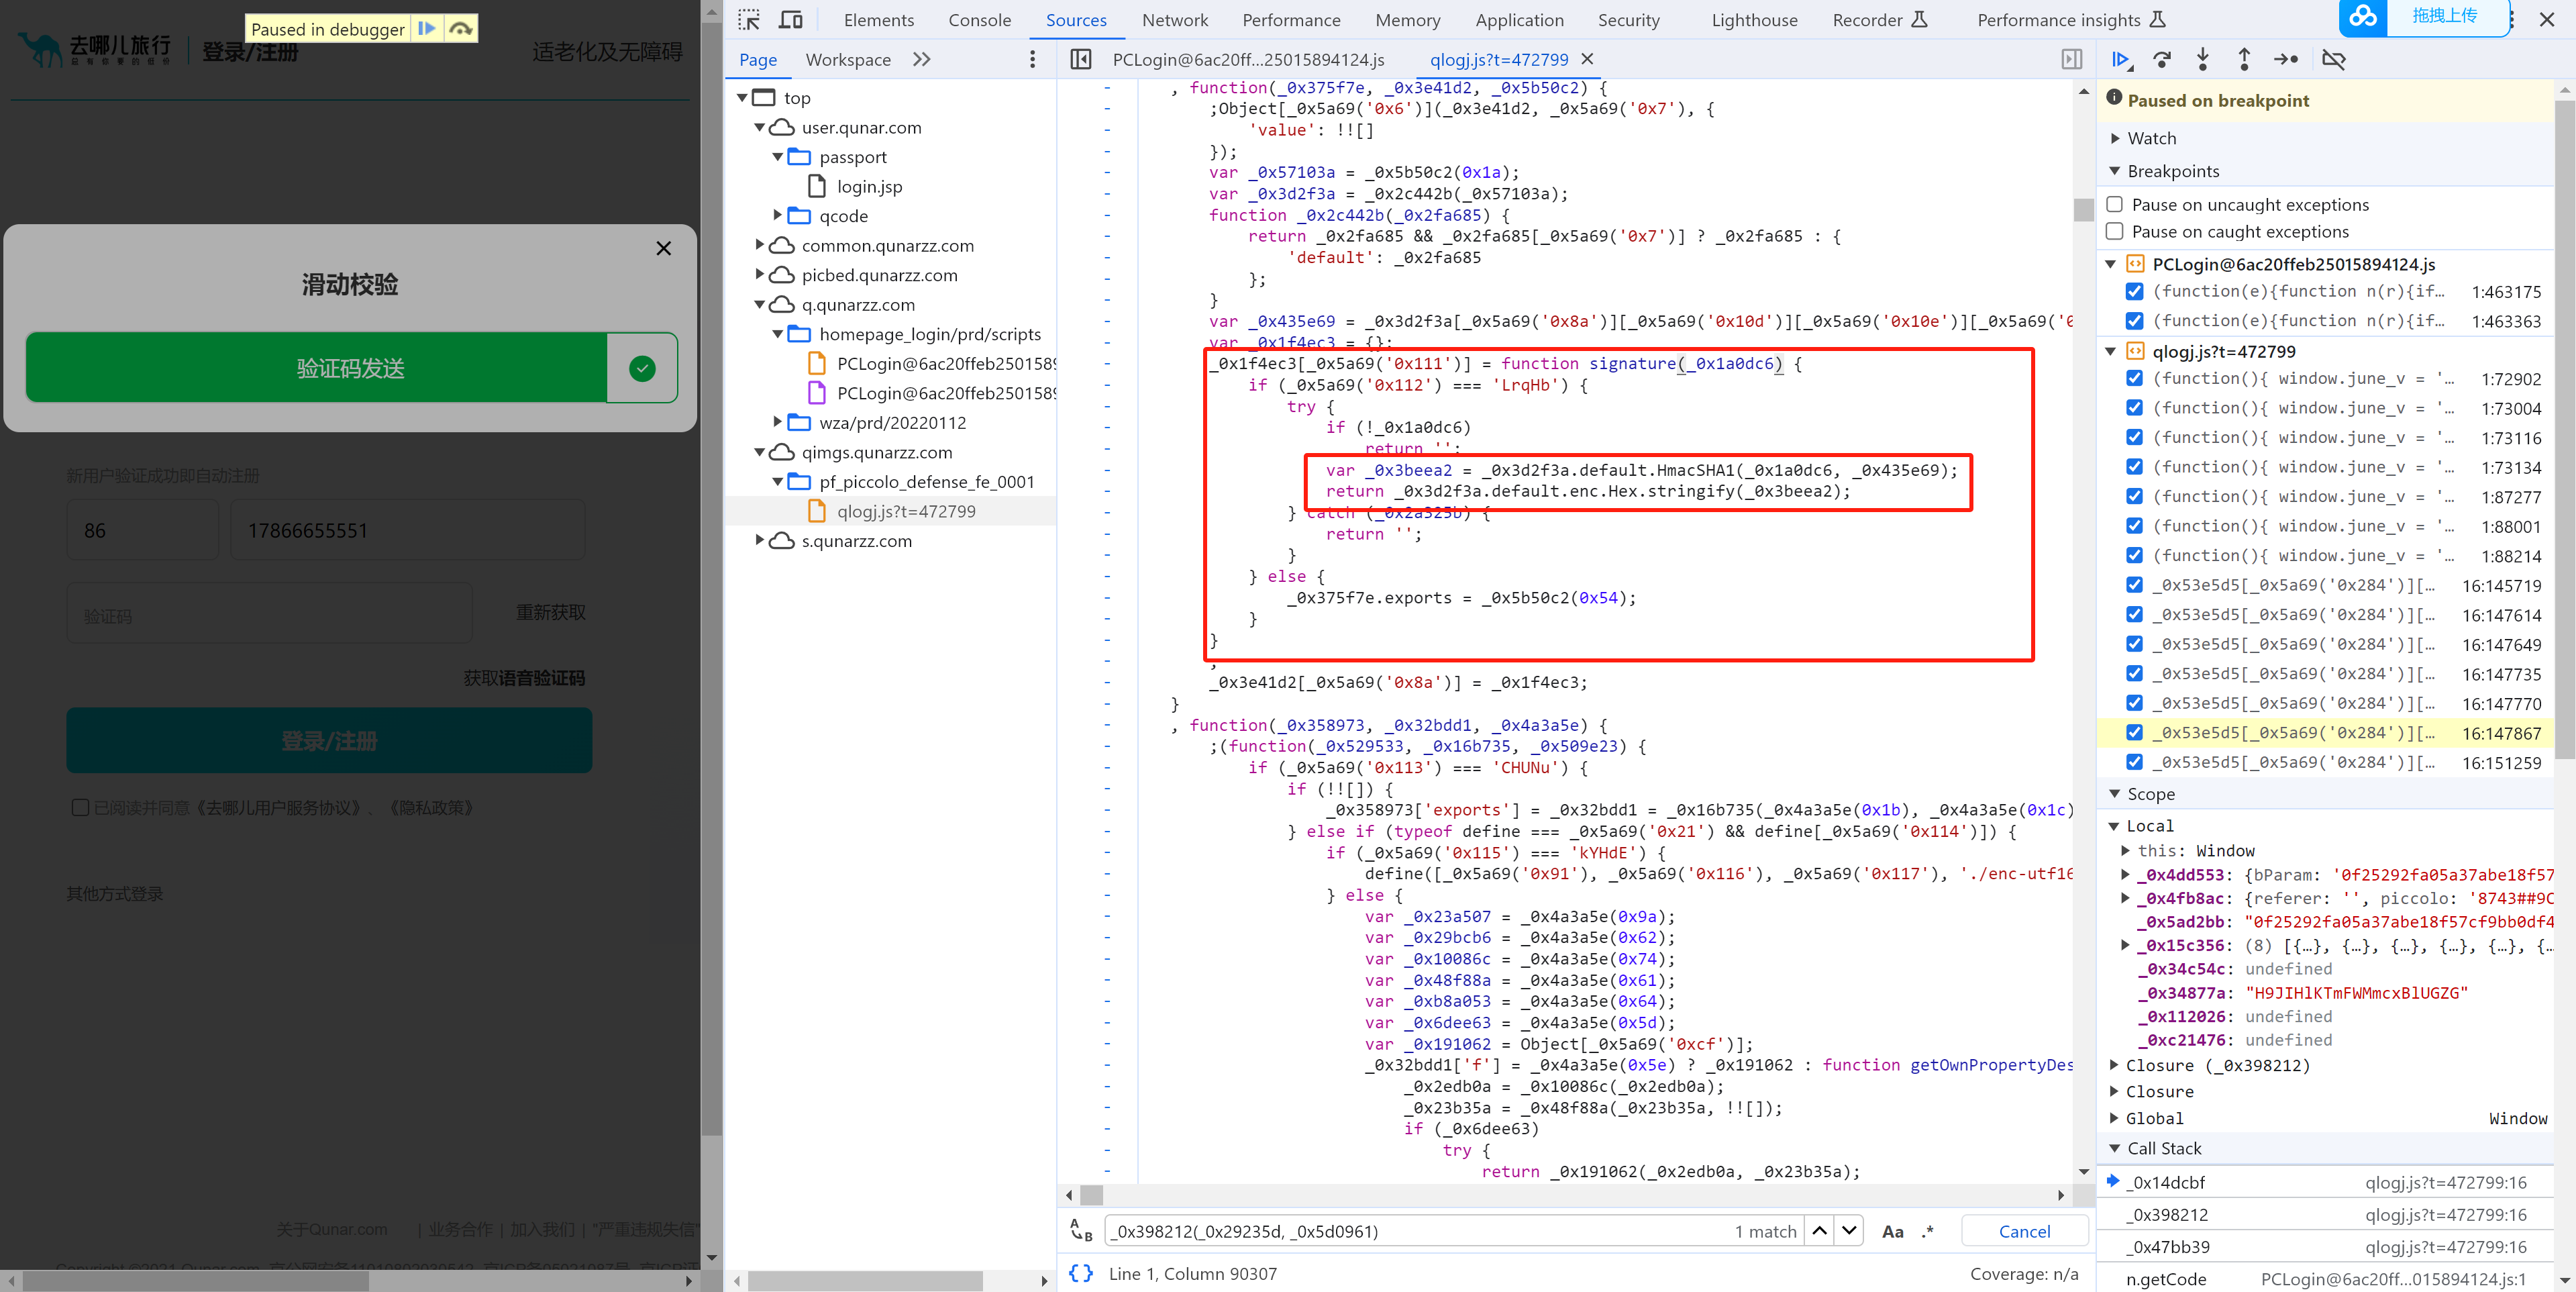 Paused in debugger
去哪儿旅行
总有你要的低价
登录/注册
适老化及无障碍
滑动校验
验证码发送
新用户验证成功即自动注册
86
17866655551
验证码
重新获取
获取语音验证码
登录/注册
已阅读并同意《去哪儿用户服务协议》、《隐私政策》
其他方式登录
关于Qunar.com | 业务合作 | 加入我们 | "严重违规失信"
Elements Console Sources Network Performance Memory Application Security Lighthouse Recorder Performance insights
拖拽上传
Page Workspace
PCLogin@6ac20ff...25015894124.js qlogj.js?t=472799
top
user.qunar.com
passport
login.jsp
qcode
common.qunarzz.com
picbed.qunarzz.com
q.qunarzz.com
homepage_login/prd/scripts
PCLogin@6ac20ffeb250158
PCLogin@6ac20ffeb250158
wza/prd/20220112
qimgs.qunarzz.com
pf_piccolo_defense_fe_0001
qlogj.js?t=472799
s.qunarzz.com
, function(_0x375f7e, _0x3e41d2, _0x5b50c2) {
;Object[_0x5a69('0x6')](_0x3e41d2, _0x5a69('0x7'), {
'value': !![]
});
var _0x57103a = _0x5b50c2(0x1a);
var _0x3d2f3a = _0x2c442b(_0x57103a);
function _0x2c442b(_0x2fa685) {
return _0x2fa685 && _0x2fa685[_0x5a69('0x7')] ? _0x2fa685 : {
'default': _0x2fa685
};
}
var _0x435e69 = _0x3d2f3a[_0x5a69('0x8a')][_0x5a69('0x10d')][_0x5a69('0x10e')][_0x5a69('0
var _0x1f4ec3 = {};
_0x1f4ec3[_0x5a69('0x111')] = function signature(_0x1a0dc6) {
if (_0x5a69('0x112') === 'LrqHb') {
try {
if (!_0x1a0dc6)
return '';
var _0x3beea2 = _0x3d2f3a.default.HmacSHA1(_0x1a0dc6, _0x435e69);
return _0x3d2f3a.default.enc.Hex.stringify(_0x3beea2);
} catch (_0x2a325b) {
return '';
}
} else {
_0x375f7e.exports = _0x5b50c2(0x54);
}
}
;
_0x3e41d2[_0x5a69('0x8a')] = _0x1f4ec3;
}
, function(_0x358973, _0x32bdd1, _0x4a3a5e) {
;(function(_0x529533, _0x16b735, _0x509e23) {
if (_0x5a69('0x113') === 'CHUNu') {
if (!![]) {
_0x358973['exports'] = _0x32bdd1 = _0x16b735(_0x4a3a5e(0x1b), _0x4a3a5e(0x1c)
} else if (typeof define === _0x5a69('0x21') && define[_0x5a69('0x114')]) {
if (_0x5a69('0x115') === 'kYHdE') {
define([_0x5a69('0x91'), _0x5a69('0x116'), _0x5a69('0x117'), './enc-utf16
} else {
var _0x23a507 = _0x4a3a5e(0x9a);
var _0x29bcb6 = _0x4a3a5e(0x62);
var _0x10086c = _0x4a3a5e(0x74);
var _0x48f88a = _0x4a3a5e(0x61);
var _0xb8a053 = _0x4a3a5e(0x64);
var _0x6dee63 = _0x4a3a5e(0x5d);
var _0x191062 = Object[_0x5a69('0xcf')];
_0x32bdd1['f'] = _0x4a3a5e(0x5e) ? _0x191062 : function getOwnPropertyDes
_0x2edb0a = _0x10086c(_0x2edb0a);
_0x23b35a = _0x48f88a(_0x23b35a, !![]);
if (_0x6dee63)
try {
return _0x191062(_0x2edb0a, _0x23b35a);
_0x398212(_0x29235d, _0x5d0961) 1 match Aa .* Cancel
{} Line 1, Column 90307 Coverage: n/a
Paused on breakpoint
Watch
Breakpoints
Pause on uncaught exceptions
Pause on caught exceptions
PCLogin@6ac20ffeb25015894124.js
(function(e){function n(r){if… 1:463175
(function(e){function n(r){if… 1:463363
qlogj.js?t=472799
(function(){ window.june_v = '… 1:72902
(function(){ window.june_v = '… 1:73004
(function(){ window.june_v = '… 1:73116
(function(){ window.june_v = '… 1:73134
(function(){ window.june_v = '… 1:87277
(function(){ window.june_v = '… 1:88001
(function(){ window.june_v = '… 1:88214
_0x53e5d5[_0x5a69('0x284')][… 16:145719
_0x53e5d5[_0x5a69('0x284')][… 16:147614
_0x53e5d5[_0x5a69('0x284')][… 16:147649
_0x53e5d5[_0x5a69('0x284')][… 16:147735
_0x53e5d5[_0x5a69('0x284')][… 16:147770
_0x53e5d5[_0x5a69('0x284')][… 16:147867
_0x53e5d5[_0x5a69('0x284')][… 16:151259
Scope
Local
this: Window
_0x4dd553: {bParam: '0f25292fa05a37abe18f57
_0x4fb8ac: {referer: '', piccolo: '8743##9C
_0x5ad2bb: "0f25292fa05a37abe18f57cf9bb0df4
_0x15c356: (8) [{…}, {…}, {…}, {…}, {…}, {…
_0x34c54c: undefined
_0x34877a: "H9JIHlKTmFWMmcxBlUGZG"
_0x112026: undefined
_0xc21476: undefined
Closure (_0x398212)
Closure
Global Window
Call Stack
_0x14dcbf qlogj.js?t=472799:16
_0x398212 qlogj.js?t=472799:16
_0x47bb39 qlogj.js?t=472799:16
n.getCode PCLogin@6ac20ff…015894124.js:1